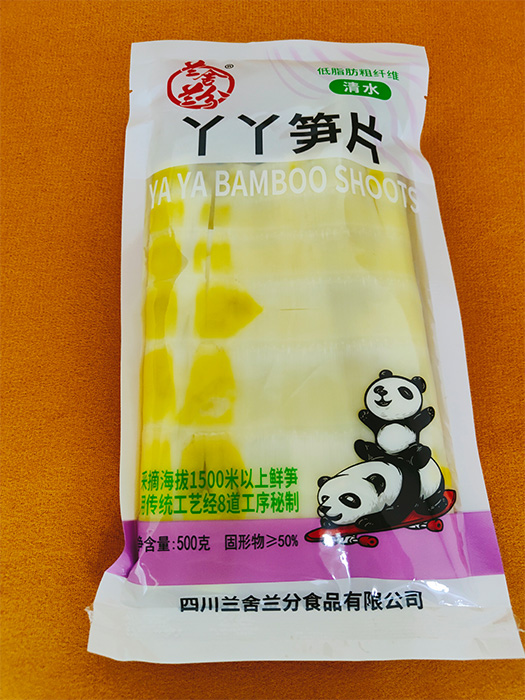 兰舍
兰分
®
低脂肪粗纤维
清水
丫丫笋片
YA YA BAMBOO SHOOTS
采摘海拔1500米以上鲜笋
用传统工艺经8道工序秘制
净含量:500克 固形物≥50%
四川兰舍兰分食品有限公司